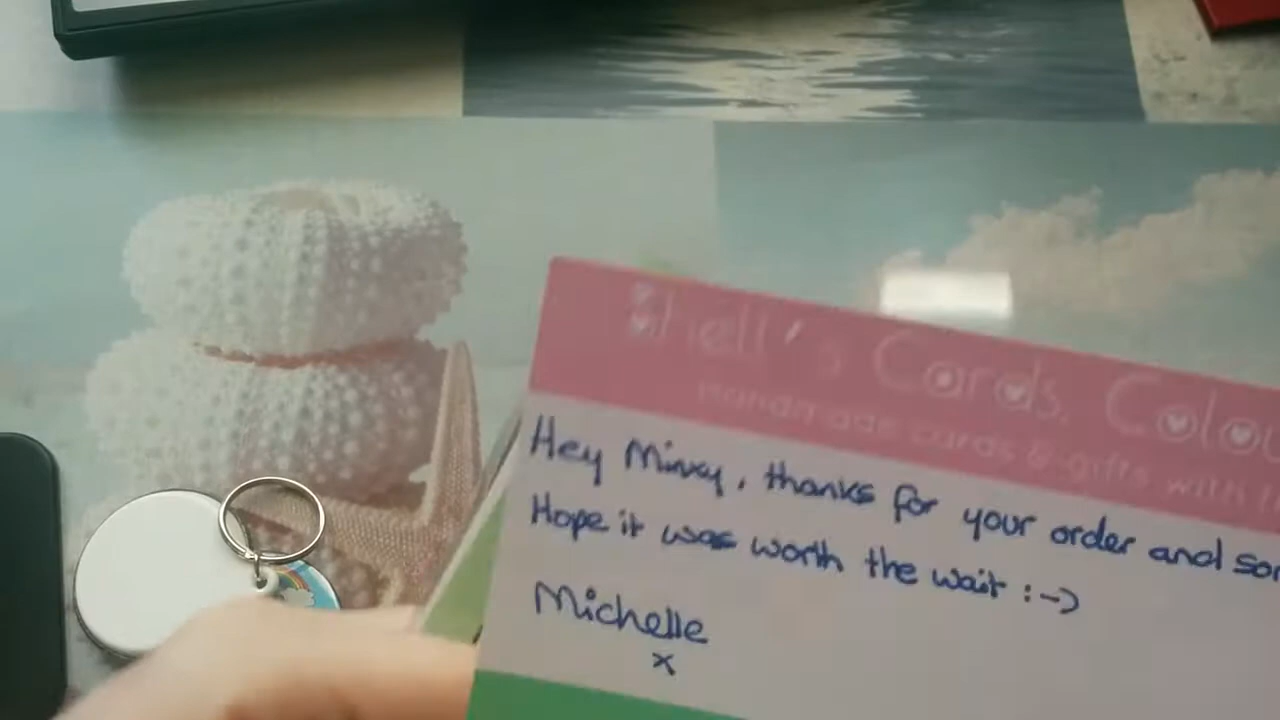 Shell's Cards, Colou
Handmade cards & gifts with
Hey Minxy, thanks for your order and sor
Hope it was worth the wait :-)
Michelle
x